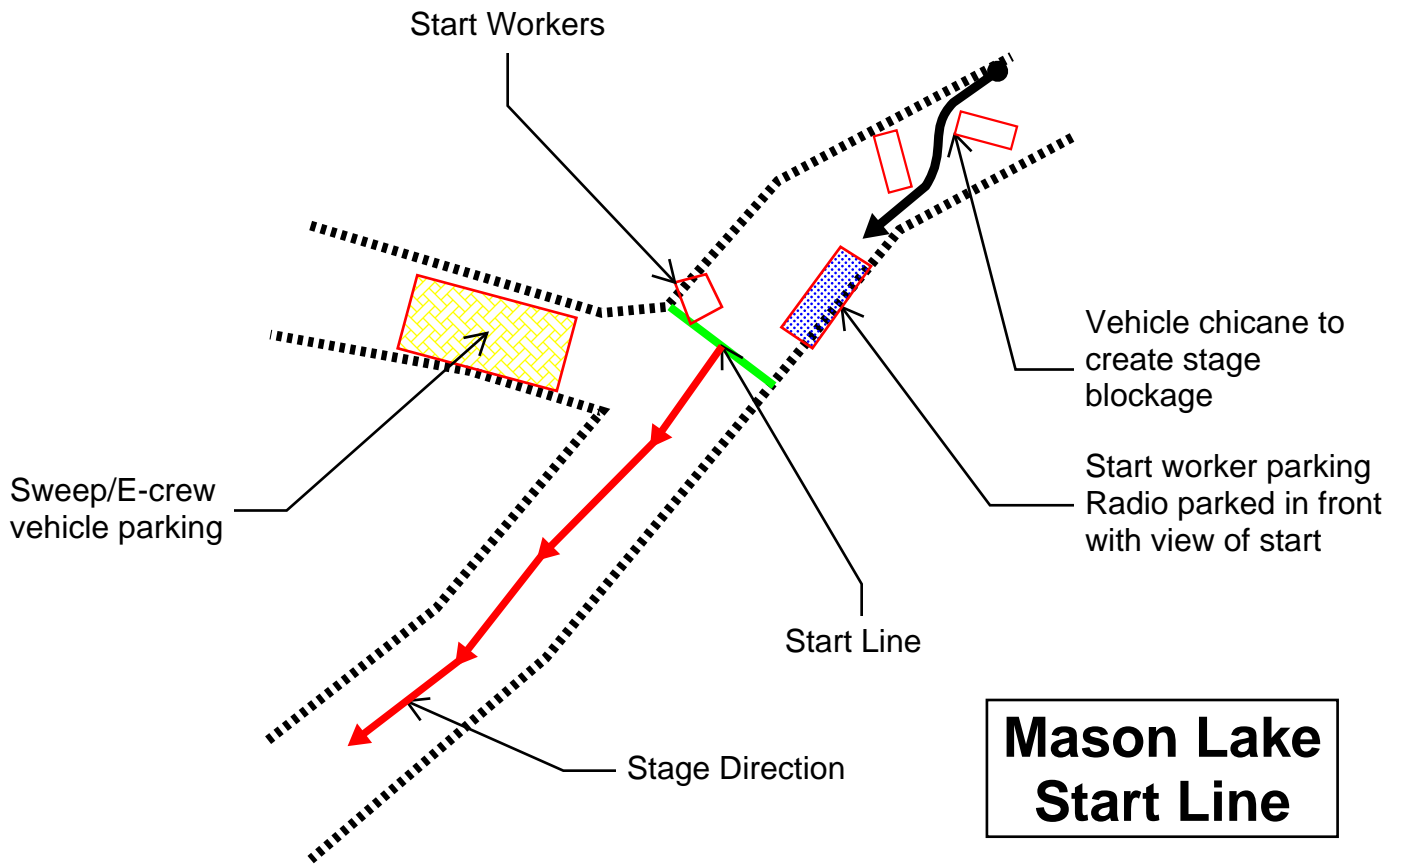 Start Workers
Vehicle chicane to
create stage
blockage
Sweep/E-crew
vehicle parking
Start worker parking
Radio parked in front
with view of start
Start Line
Stage Direction
Mason Lake
Start Line